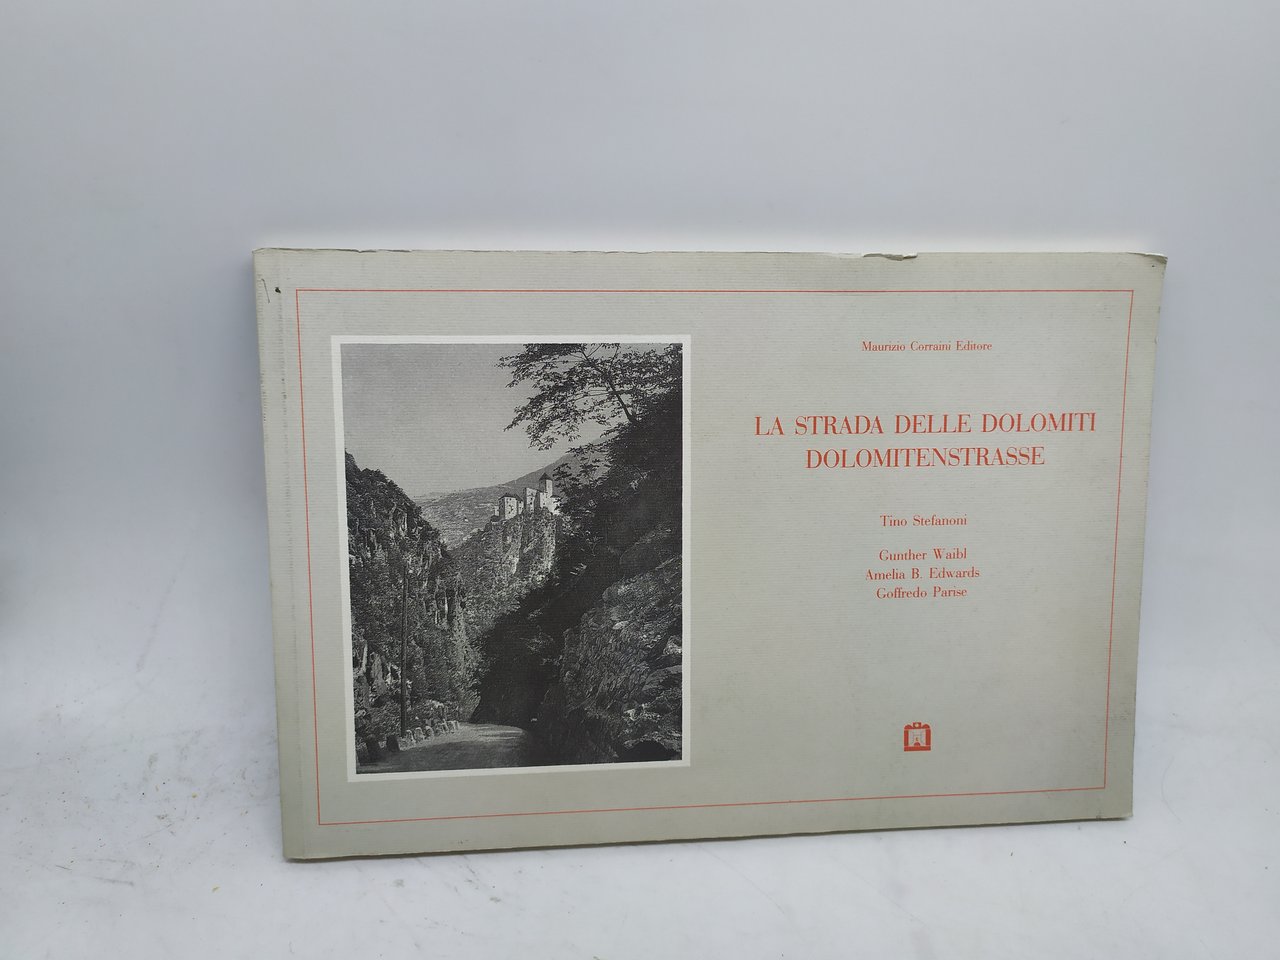 Maurizio Corraini Editore
LA STRADA DELLE DOLOMITI
DOLOMITENSTRASSE
Tino Stefanoni
Gunther Waibl
Amelia B. Edwards
Goffredo Parise